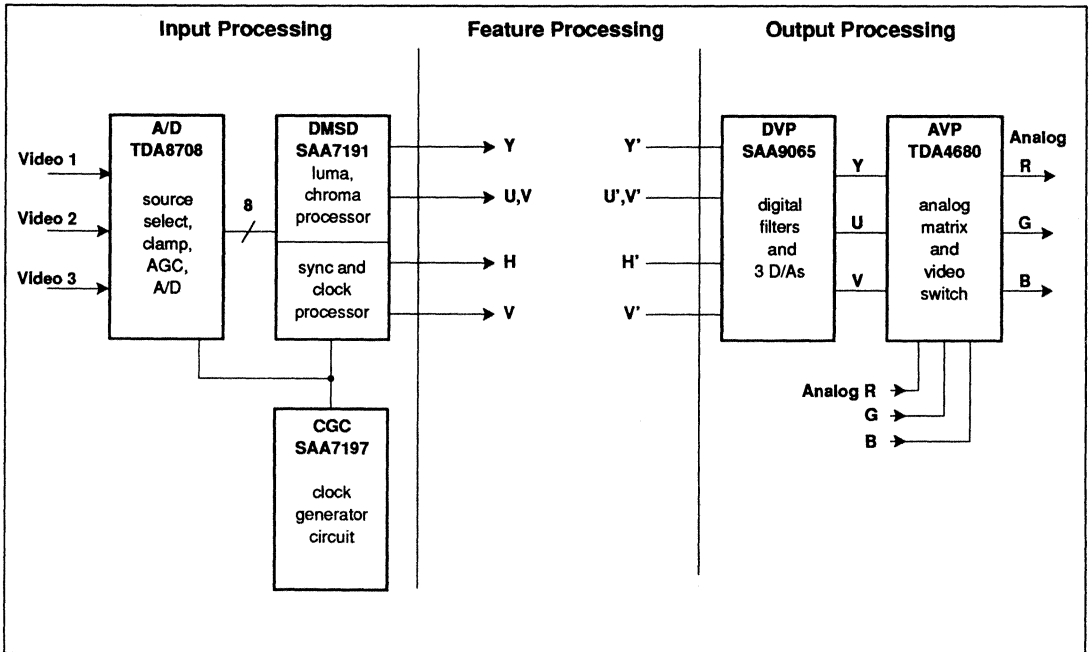 Input Processing
Feature Processing
Output Processing
Video 1
Video 2
Video 3
A/D
TDA8708
source
select,
clamp,
AGC,
A/D
8
DMSD
SAA7191
luma,
chroma
processor
sync and
clock
processor
CGC
SAA7197
clock
generator
circuit
Y
U,V
H
V
Y'
U',V'
H'
V'
DVP
SAA9065
digital
filters
and
3 D/As
Y
U
V
AVP
TDA4680
analog
matrix
and
video
switch
Analog
R
G
B
Analog R
G
B